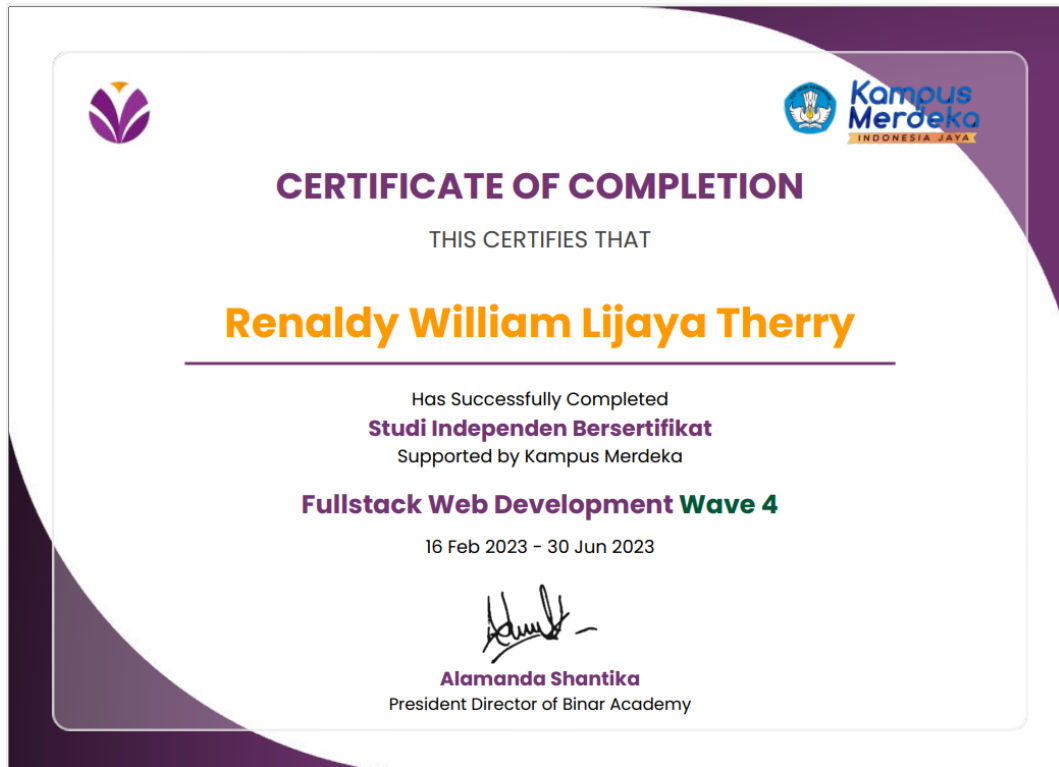 Kampus
Merdeka
INDONESIA JAYA
CERTIFICATE OF COMPLETION
THIS CERTIFIES THAT
Renaldy William Lijaya Therry
Has Successfully Completed
Studi Independen Bersertifikat
Supported by Kampus Merdeka
Fullstack Web Development Wave 4
16 Feb 2023 - 30 Jun 2023
Alamanda Shantika
President Director of Binar Academy